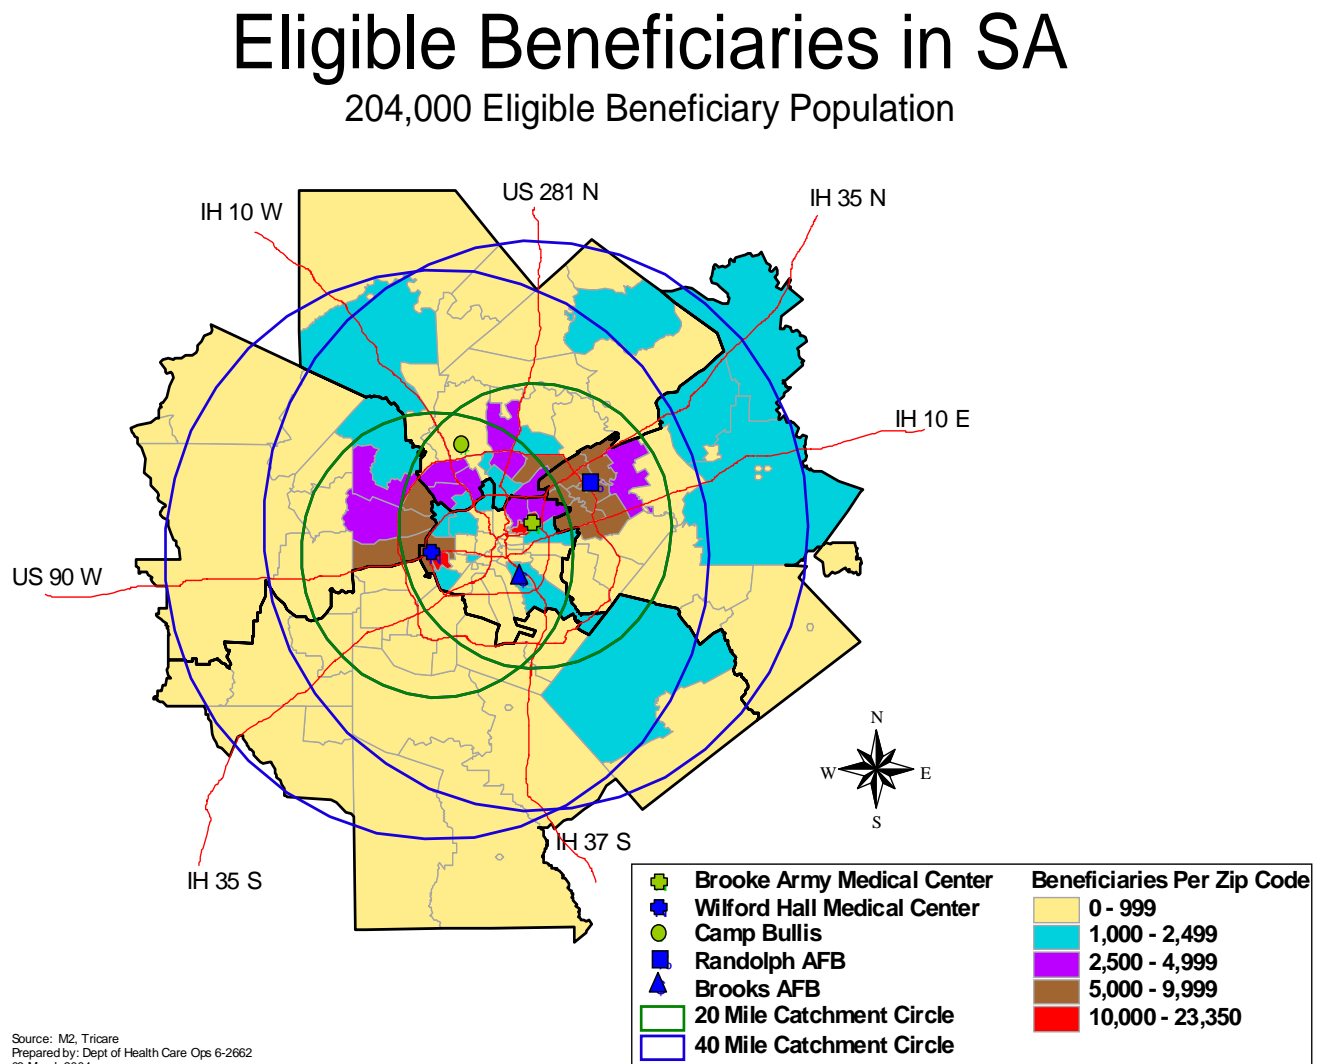 Eligible Beneficiaries in SA
204,000 Eligible Beneficiary Population
US 281 N
IH 35 N
IH 10 W
IH 10 E
US 90 W
N
W
E
S
IH 37 S
IH 35 S
Brooke Army Medical Center
Wilford Hall Medical Center
Camp Bullis
Randolph AFB
Brooks AFB
20 Mile Catchment Circle
40 Mile Catchment Circle
Beneficiaries Per Zip Code
0 - 999
1,000 - 2,499
2,500 - 4,999
5,000 - 9,999
10,000 - 23,350
Source: M2, Tricare
Prepared by: Dept of Health Care Ops 6-2662